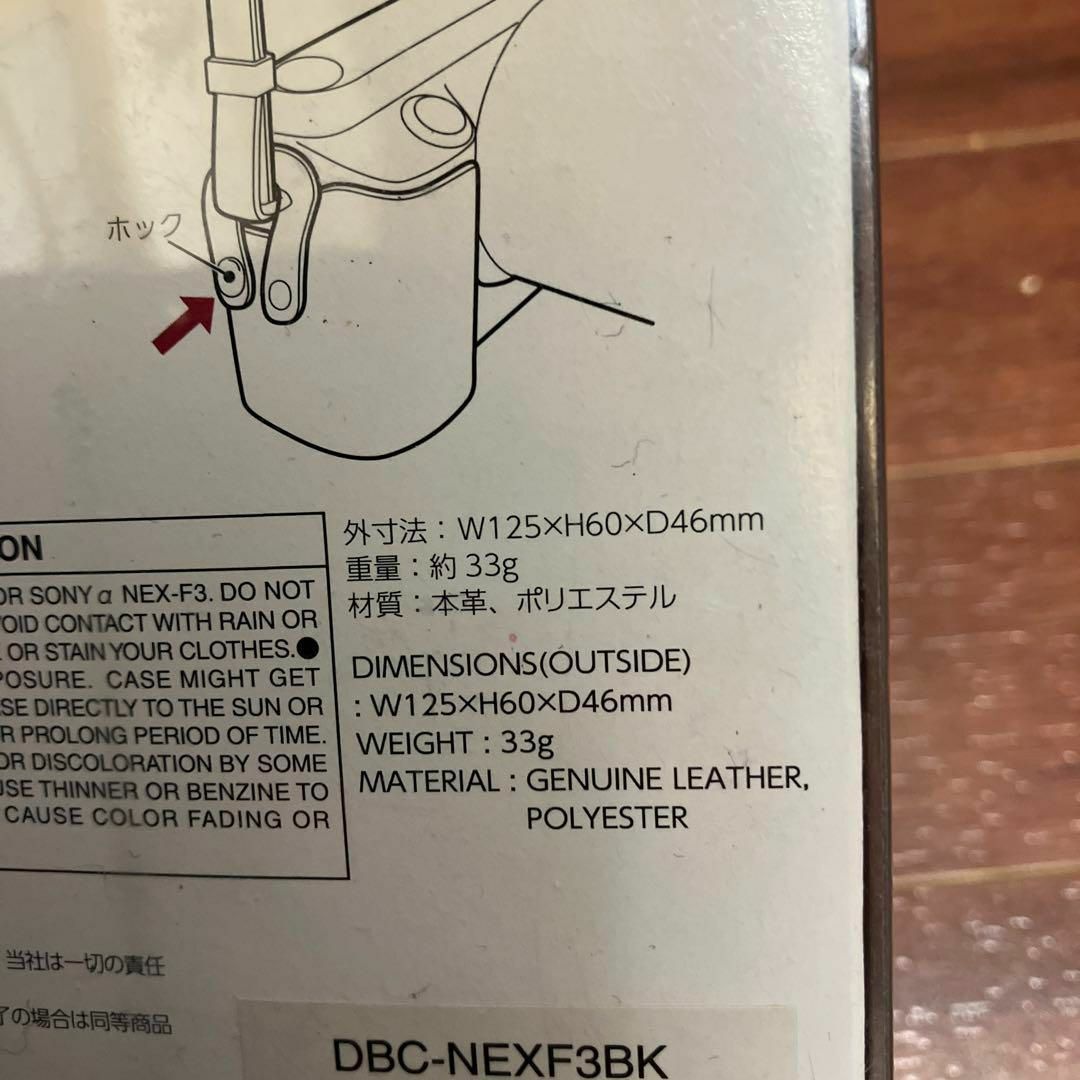 ホック
ON
OR SONY α NEX-F3. DO NOT
VOID CONTACT WITH RAIN OR
OR STAIN YOUR CLOTHES.●
POSURE. CASE MIGHT GET
SE DIRECTLY TO THE SUN OR
R PROLONG PERIOD OF TIME.
OR DISCOLORATION BY SOME
USE THINNER OR BENZINE TO
CAUSE COLOR FADING OR
外寸法：W125×H60×D46mm
重量：約 33g
材質：本革、ポリエステル
DIMENSIONS(OUTSIDE)
: W125×H60×D46mm
WEIGHT : 33g
MATERIAL : GENUINE LEATHER,
POLYESTER
当社は一切の責任
了の場合は同等商品
DBC-NEXF3BK